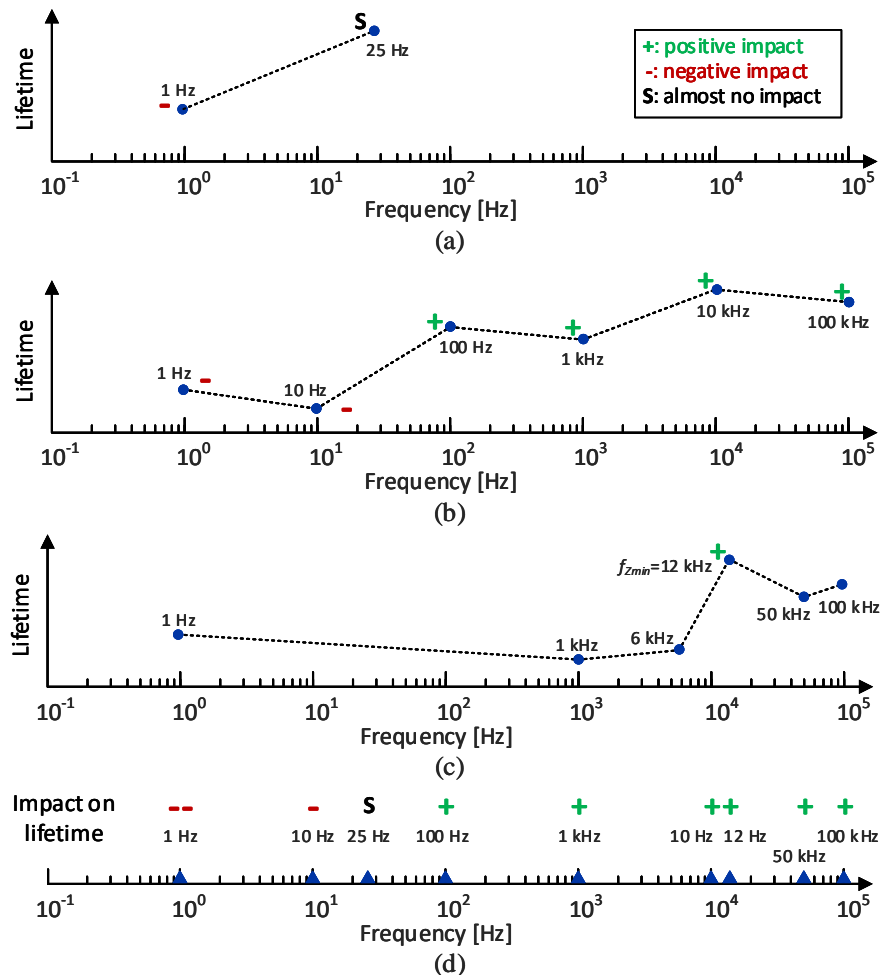 S
25 Hz
1 Hz
-
+: positive impact
-: negative impact
S: almost no impact
Lifetime
10-1 100 101 102 103 104 105
Frequency [Hz]
(a)
+ + + +
10 kHz
100 kHz
100 Hz
1 kHz
1 Hz -
10 Hz -
Lifetime
10-1 100 101 102 103 104 105
Frequency [Hz]
(b)
+
fZmin=12 kHz
50 kHz 100 kHz
1 Hz
1 kHz 6 kHz
Lifetime
10-1 100 101 102 103 104 105
Frequency [Hz]
(c)
Impact on
lifetime
-- - S + + + + + +
1 Hz 10 Hz 25 Hz 100 Hz 1 kHz 10 Hz 12 Hz 100 kHz
50 kHz
10-1 100 101 102 103 104 105
Frequency [Hz]
(d)